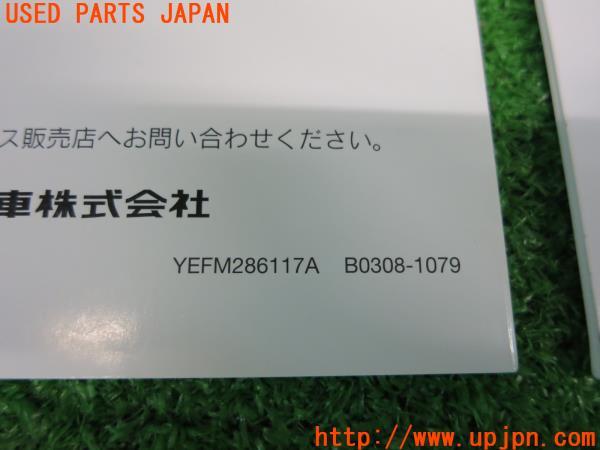 USED PARTS JAPAN
ス販売店へお問い合わせください。
車株式会社
YEFM286117A B0308-1079
http://www.upjpn.com